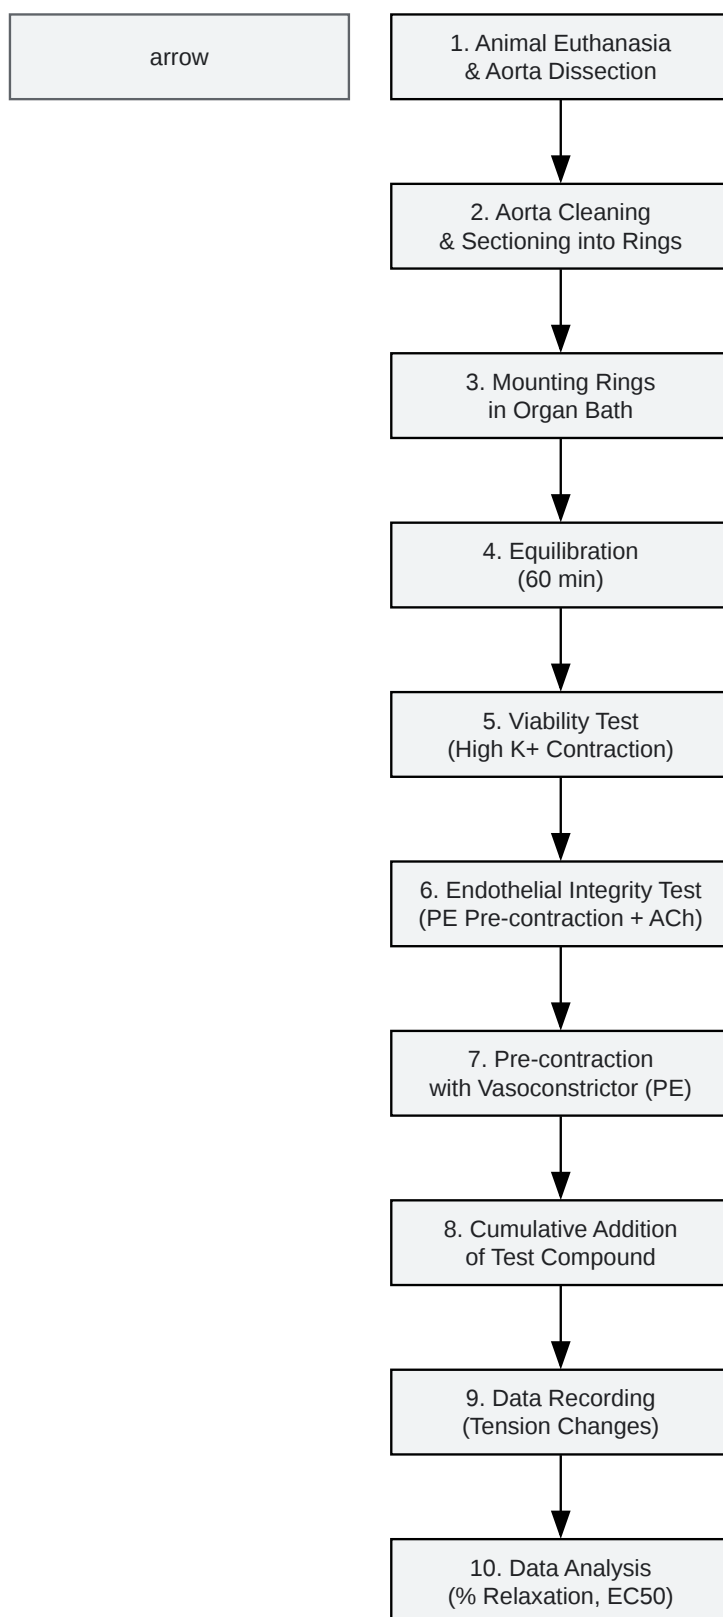 arrow
1. Animal Euthanasia
& Aorta Dissection
2. Aorta Cleaning
& Sectioning into Rings
3. Mounting Rings
in Organ Bath
4. Equilibration
(60 min)
5. Viability Test
(High K+ Contraction)
6. Endothelial Integrity Test
(PE Pre-contraction + ACh)
7. Pre-contraction
with Vasoconstrictor (PE)
8. Cumulative Addition
of Test Compound
9. Data Recording
(Tension Changes)
10. Data Analysis
(% Relaxation, EC50)